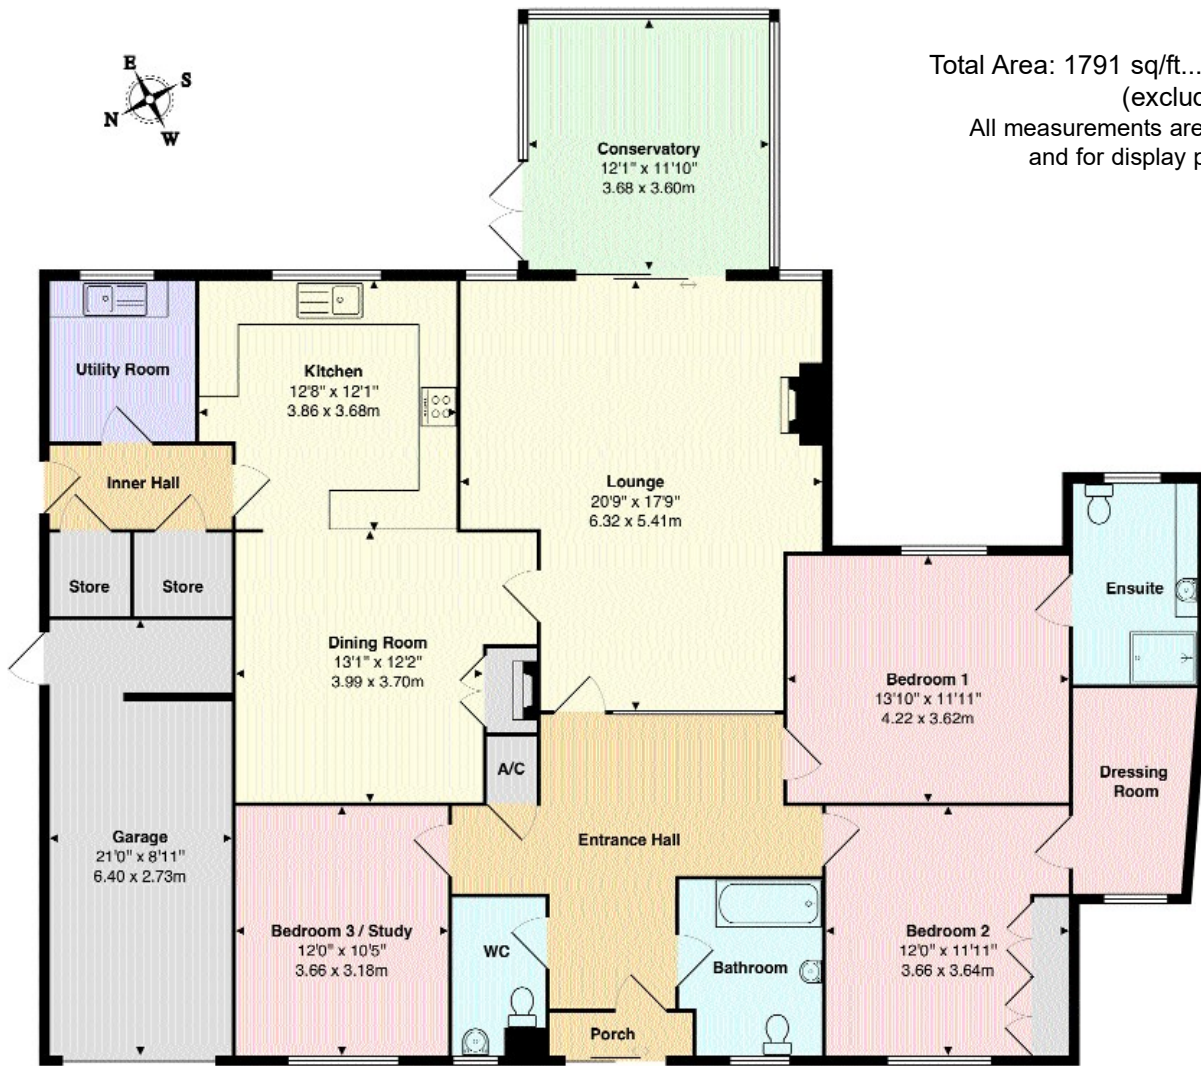 E
S
N
W
Total Area: 1791 sq/ft...
(exclu
All measurements are
and for display p
Conservatory
12'1" x 11'10"
3.68 x 3.60m
Utility Room
Kitchen
12'8" x 12'1"
3.86 x 3.68m
Inner Hall
Lounge
20'9" x 17'9"
6.32 x 5.41m
Store
Store
Ensuite
Dining Room
13'1" x 12'2"
3.99 x 3.70m
Bedroom 1
13'10" x 11'11"
4.22 x 3.62m
A/C
Dressing
Room
Garage
21'0" x 8'11"
6.40 x 2.73m
Entrance Hall
Bedroom 3 / Study
12'0" x 10'5"
3.66 x 3.18m
WC
Bathroom
Bedroom 2
12'0" x 11'11"
3.66 x 3.64m
Porch